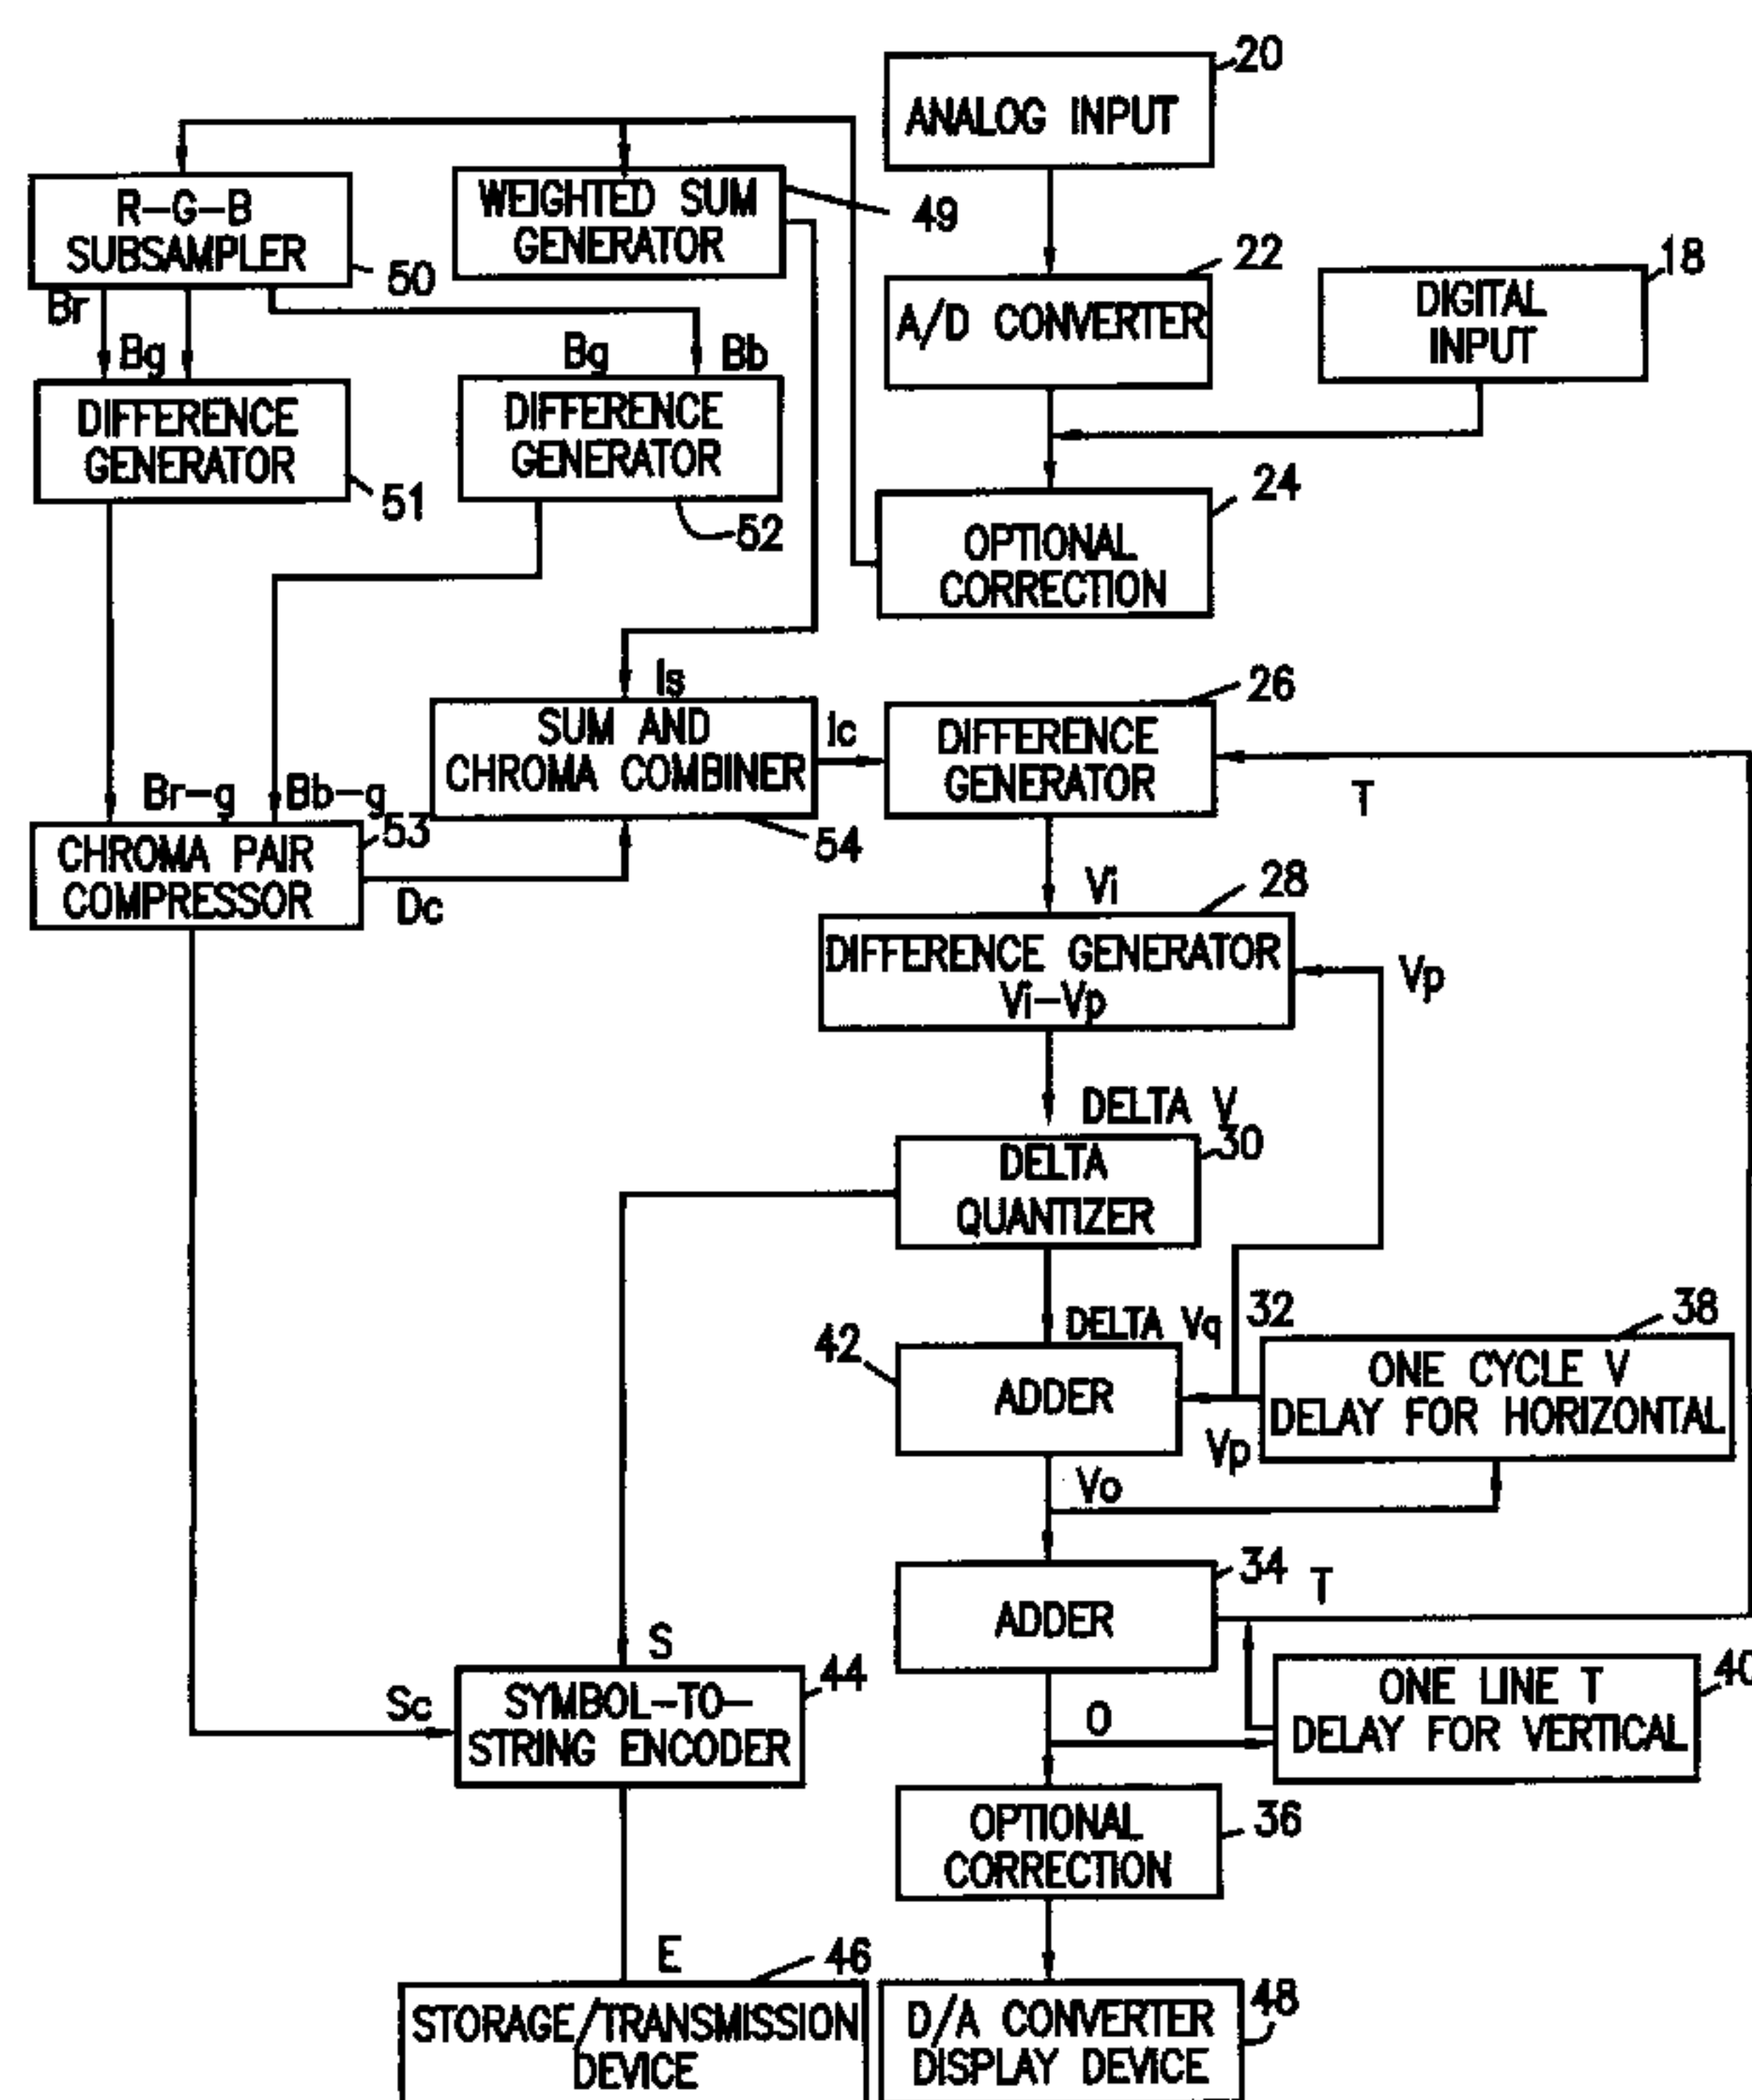 20
ANALOG INPUT
R-G-B
SUBSAMPLER
50
WEIGHTED SUM
GENERATOR
49
22
A/D CONVERTER
18
DIGITAL
INPUT
Br
Bg
Bg
Bb
DIFFERENCE
GENERATOR
51
DIFFERENCE
GENERATOR
52
24
OPTIONAL
CORRECTION
Is
SUM AND
CHROMA COMBINER
54
Ic
26
DIFFERENCE
GENERATOR
T
Br-g
Bb-g
53
CHROMA PAIR
COMPRESSOR
Dc
Vi
28
DIFFERENCE GENERATOR
Vi-Vp
Vp
DELTA V
30
DELTA
QUANTIZER
DELTA Vq
32
38
42
ADDER
ONE CYCLE V
DELAY FOR HORIZONTAL
Vp
Vo
34
T
ADDER
S
Sc
44
SYMBOL-TO-
STRING ENCODER
O
40
ONE LINE T
DELAY FOR VERTICAL
36
OPTIONAL
CORRECTION
E
46
STORAGE/TRANSMISSION
DEVICE
48
D/A CONVERTER
DISPLAY DEVICE